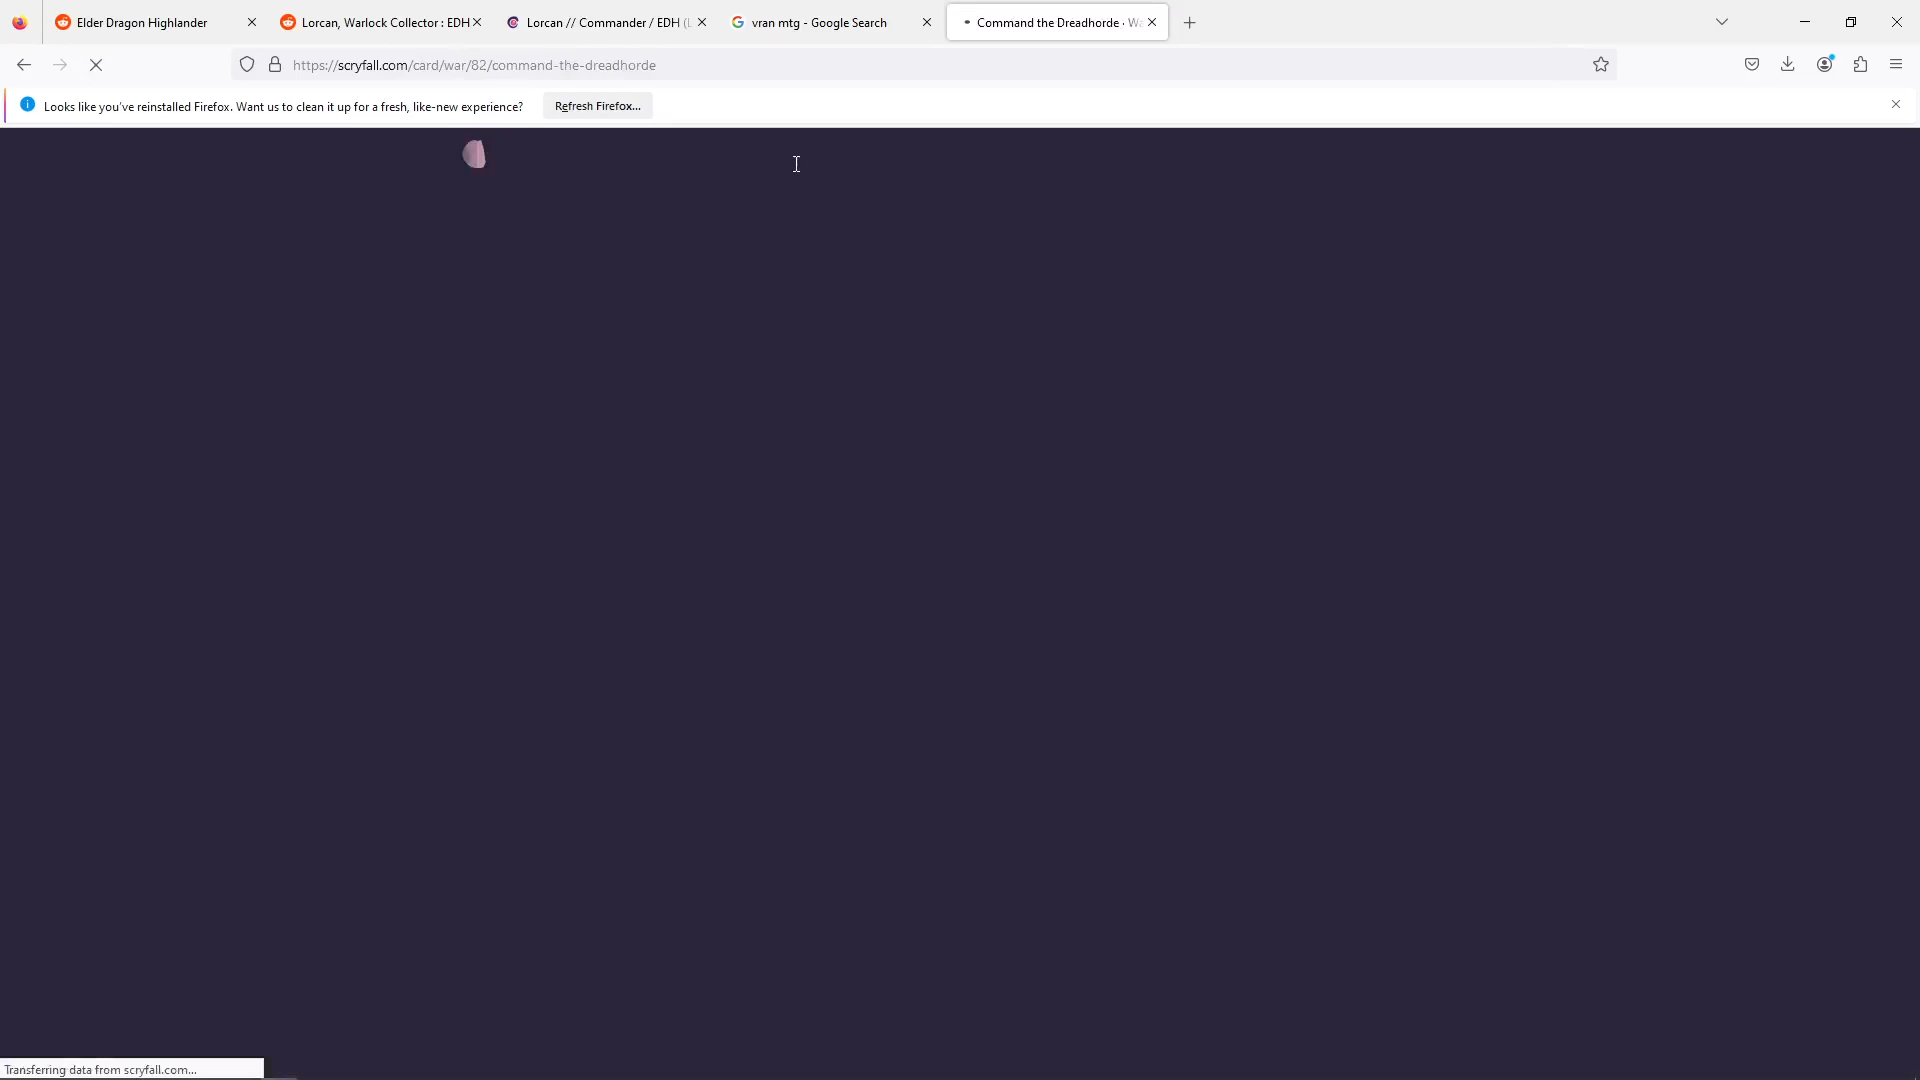 Elder Dragon Highlander
Lorcan, Warlock Collector : EDH
Lorcan // Commander / EDH (L
vran mtg - Google Search
Command the Dreadhorde · Wa
https://scryfall.com/card/war/82/command-the-dreadhorde
Looks like you've reinstalled Firefox. Want us to clean it up for a fresh, like-new experience?
Refresh Firefox...
Transferring data from scryfall.com...